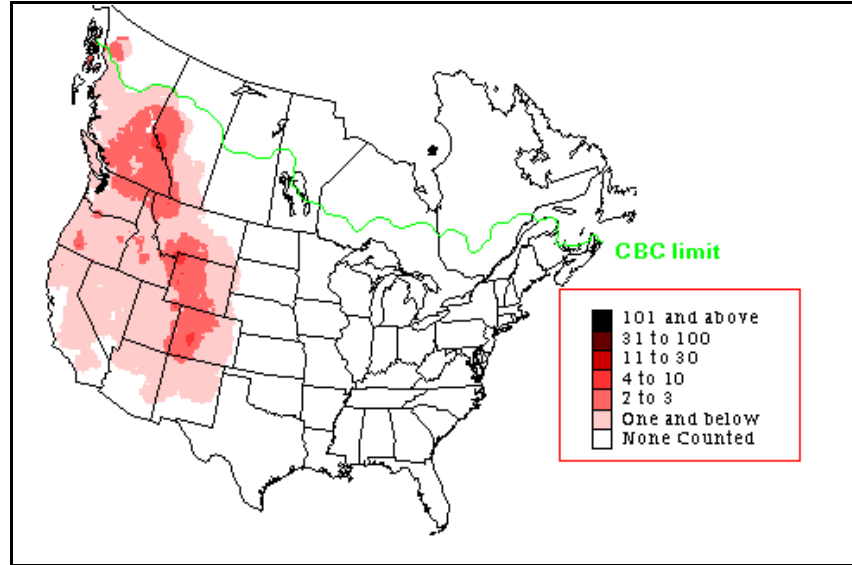 CBC limit
101 and above
31 to 100
11 to 30
4 to 10
2 to 3
One and below
None Counted